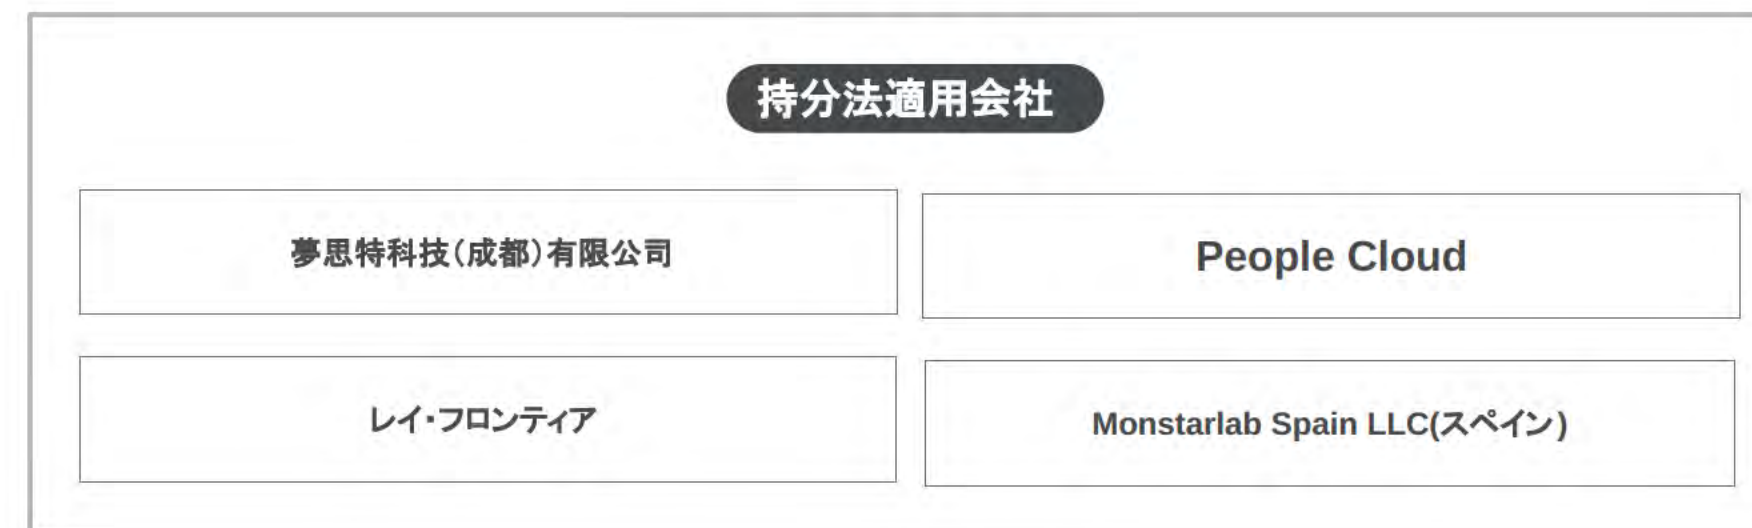 持分法適用会社
夢思特科技（成都）有限公司
People Cloud
レイ・フロンティア
Monstarlab Spain LLC(スペイン)